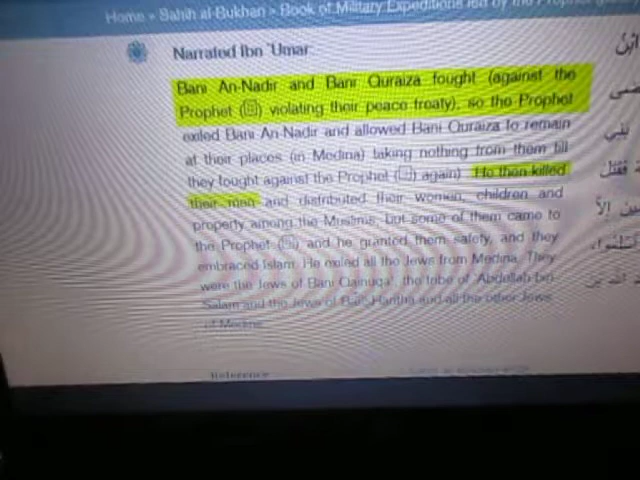 Home » Sahih al-Bukhari » Book of Military Expeditions led by the Prophet
Narrated Ibn 'Umar:
Bani An-Nadir and Bani Quraiza fought (against the
Prophet (ﷺ) violating their peace treaty), so the Prophet
exiled Bani An-Nadir and allowed Bani Quraiza to remain
at their places (in Medina) taking nothing from them till
they fought against the Prophet (ﷺ) again). He then killed
their men and distributed their women, children and
property among the Muslims, but some of them came to
the Prophet (ﷺ) and he granted them safety, and they
embraced Islam. He exiled all the Jews from Medina. They
were the Jews of Bani Qainuqa', the tribe of 'Abdullah bin
Salam and the Jews of Bani Haritha and all the other Jews
of Medina.
Reference